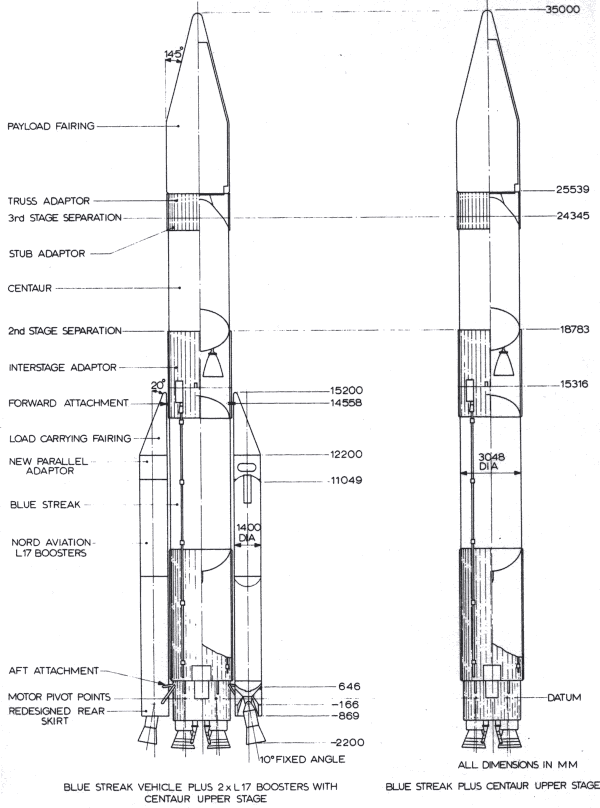 35000
145°
PAYLOAD FAIRING
TRUSS ADAPTOR
3rd STAGE SEPARATION
STUB ADAPTOR
CENTAUR
2nd STAGE SEPARATION
INTERSTAGE ADAPTOR
20°
FORWARD ATTACHMENT
LOAD CARRYING FAIRING
NEW PARALLEL
ADAPTOR
BLUE STREAK
NORD AVIATION
L17 BOOSTERS
AFT ATTACHMENT
MOTOR PIVOT POINTS
REDESIGNED REAR
SKIRT
15200
14558
12200
11049
1400
DIA
646
-166
-869
-2200
10° FIXED ANGLE
25539
24345
18783
15316
3048
DIA
DATUM
ALL DIMENSIONS IN MM
BLUE STREAK VEHICLE PLUS 2 x L17 BOOSTERS WITH
CENTAUR UPPER STAGE
BLUE STREAK PLUS CENTAUR UPPER STAGE